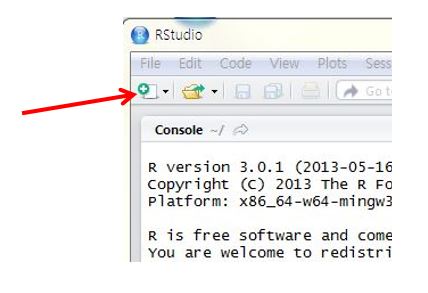 RStudio
File Edit Code View Plots Sess
Go t
Console ~/
R version 3.0.1 (2013-05-16
Copyright (C) 2013 The R Fo
Platform: x86_64-w64-mingw3
R is free software and come
You are welcome to redistri